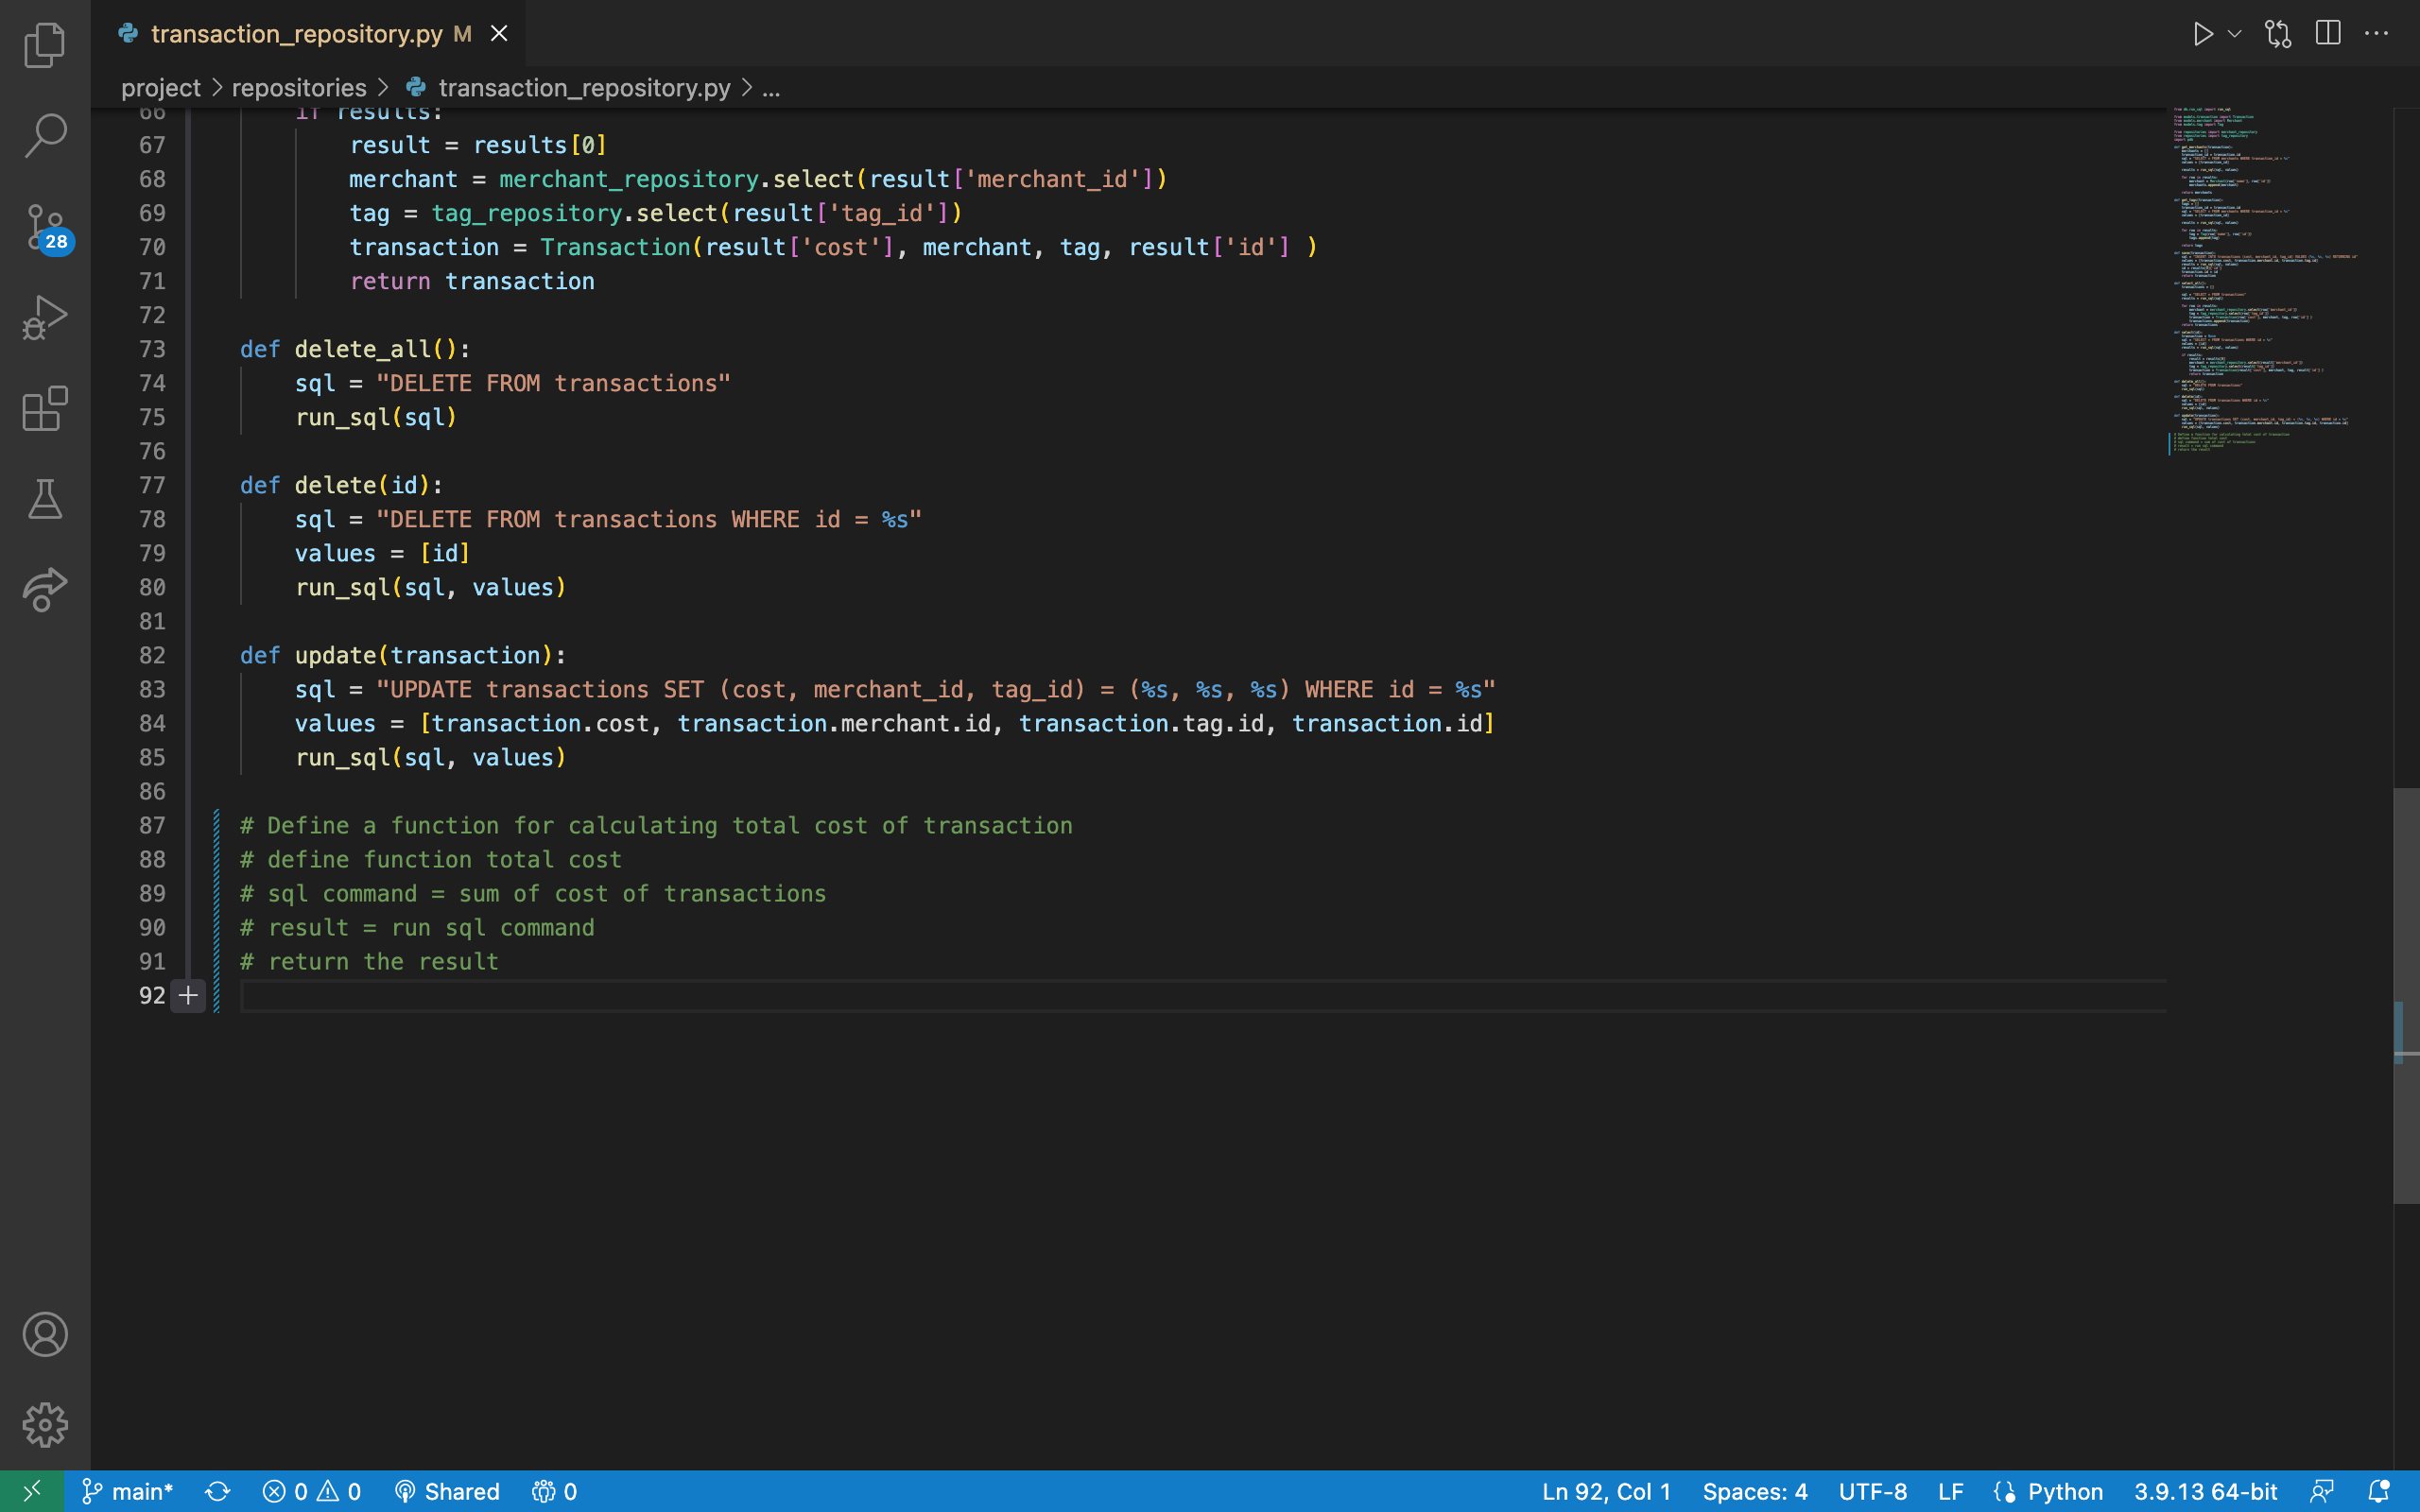 transaction_repository.py M
project > repositories > transaction_repository.py > ...
66 if results:
67 result = results[0]
68 merchant = merchant_repository.select(result['merchant_id'])
69 tag = tag_repository.select(result['tag_id'])
70 transaction = Transaction(result['cost'], merchant, tag, result['id'] )
71 return transaction
72
73 def delete_all():
74 sql = "DELETE FROM transactions"
75 run_sql(sql)
76
77 def delete(id):
78 sql = "DELETE FROM transactions WHERE id = %s"
79 values = [id]
80 run_sql(sql, values)
81
82 def update(transaction):
83 sql = "UPDATE transactions SET (cost, merchant_id, tag_id) = (%s, %s, %s) WHERE id = %s"
84 values = [transaction.cost, transaction.merchant.id, transaction.tag.id, transaction.id]
85 run_sql(sql, values)
86
87 # Define a function for calculating total cost of transaction
88 # define function total cost
89 # sql command = sum of cost of transactions
90 # result = run sql command
91 # return the result
92
28
main* 0 0 Shared 0 Ln 92, Col 1 Spaces: 4 UTF-8 LF Python 3.9.13 64-bit